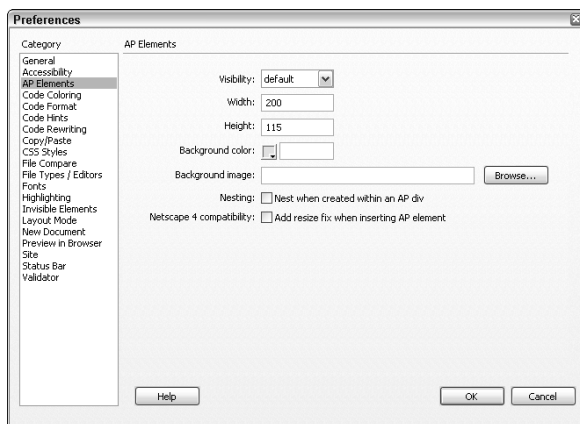 Preferences
Category
AP Elements
General
Accessibility
AP Elements
Code Coloring
Code Format
Code Hints
Code Rewriting
Copy/Paste
CSS Styles
File Compare
File Types / Editors
Fonts
Highlighting
Invisible Elements
Layout Mode
New Document
Preview in Browser
Site
Status Bar
Validator
Visibility: default
Width: 200
Height: 115
Background color:
Background image: Browse...
Nesting: Nest when created within an AP div
Netscape 4 compatibility: Add resize fix when inserting AP element
Help OK Cancel